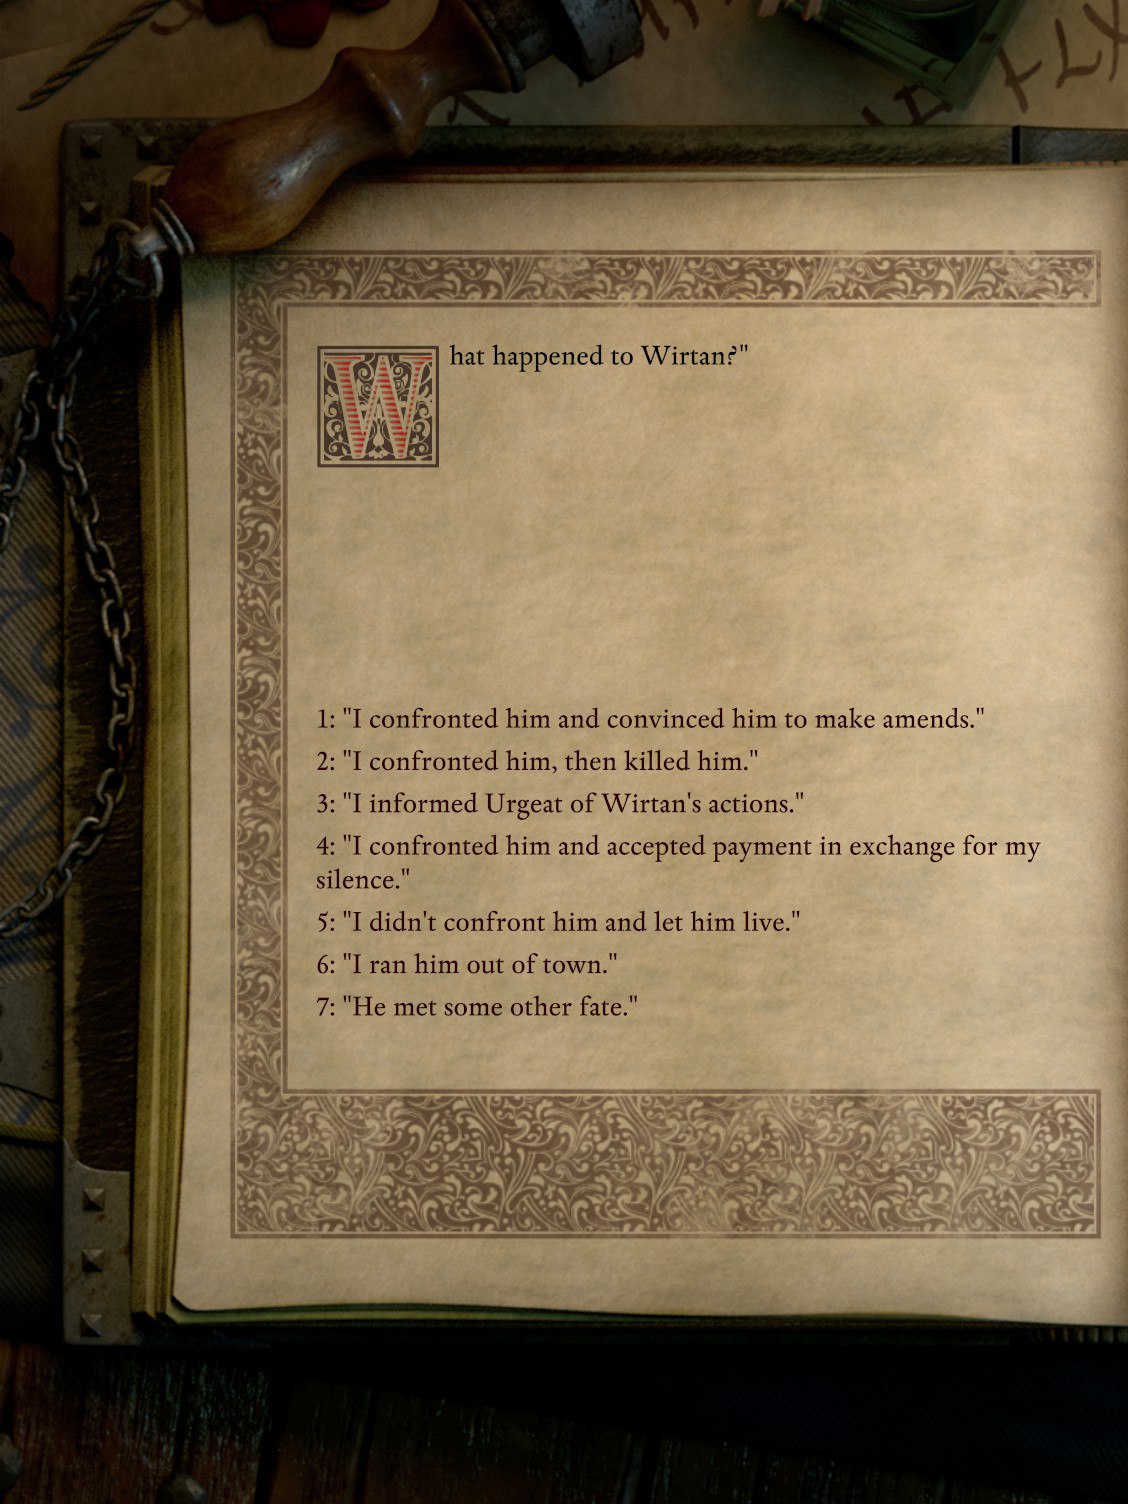 What happened to Wirtan?"
1: "I confronted him and convinced him to make amends."
2: "I confronted him, then killed him."
3: "I informed Urgeat of Wirtan's actions."
4: "I confronted him and accepted payment in exchange for my
silence."
5: "I didn't confront him and let him live."
6: "I ran him out of town."
7: "He met some other fate."